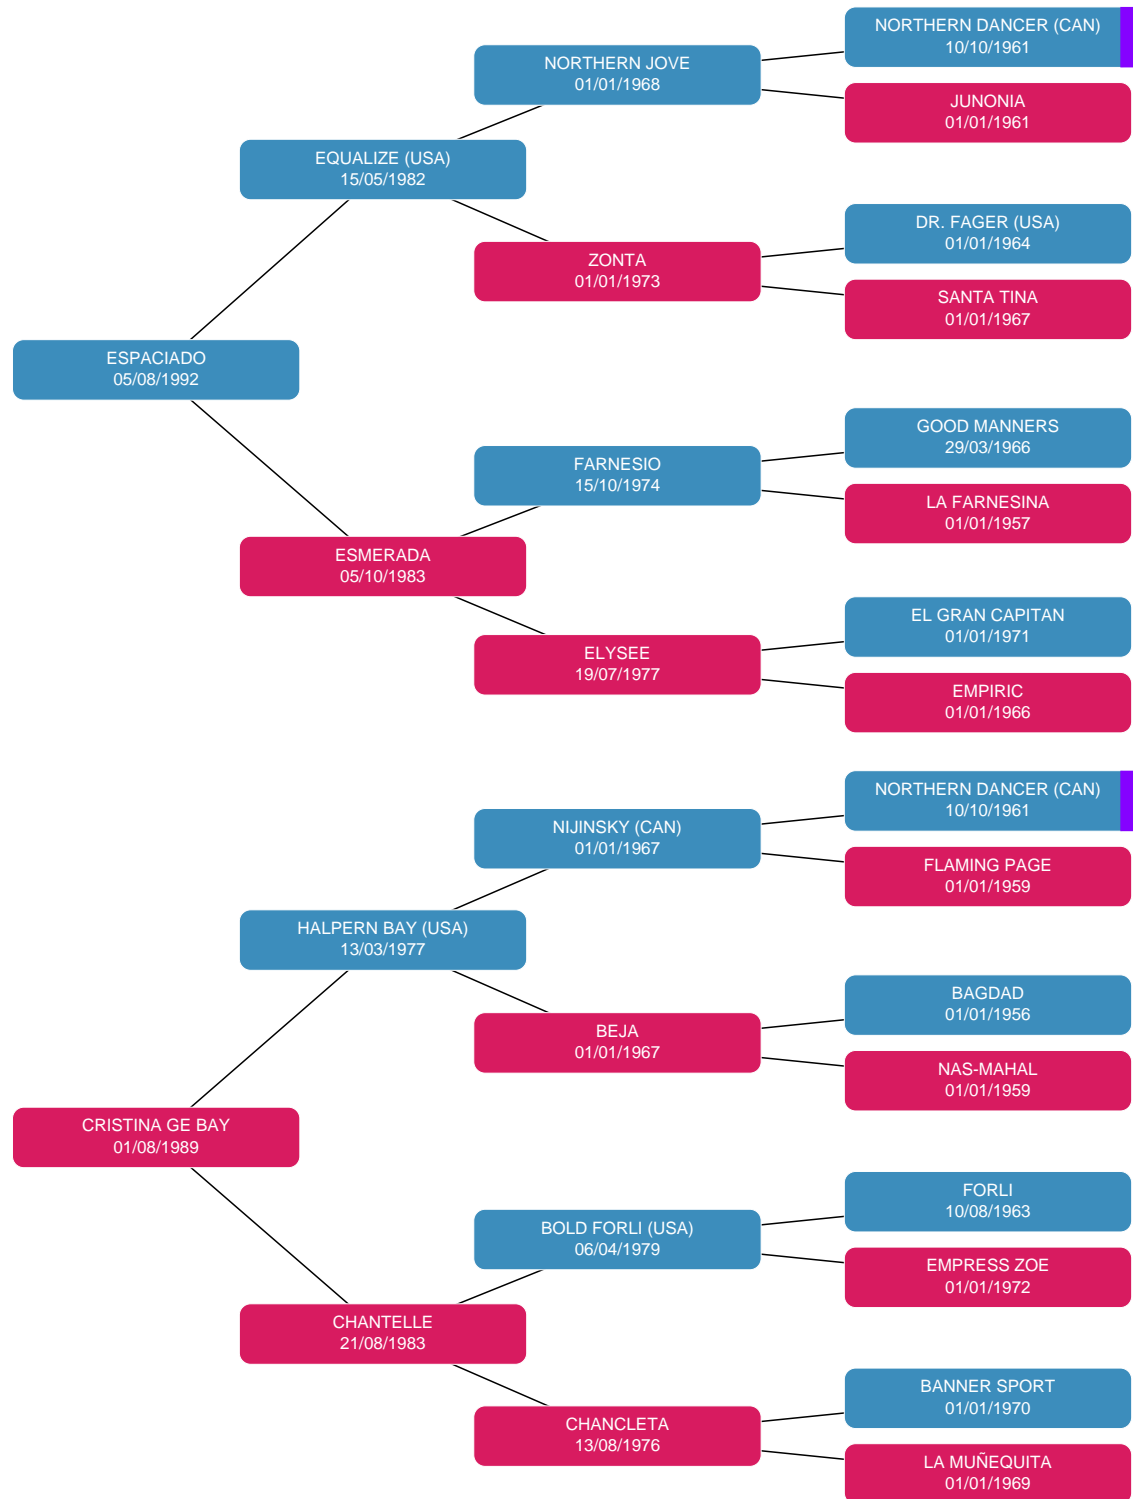 NORTHERN DANCER (CAN)
10/10/1961
NORTHERN JOVE
01/01/1968
JUNONIA
01/01/1961
EQUALIZE (USA)
15/05/1982
DR. FAGER (USA)
01/01/1964
ZONTA
01/01/1973
SANTA TINA
01/01/1967
ESPACIADO
05/08/1992
GOOD MANNERS
29/03/1966
FARNESIO
15/10/1974
LA FARNESINA
01/01/1957
ESMERADA
05/10/1983
EL GRAN CAPITAN
01/01/1971
ELYSEE
19/07/1977
EMPIRIC
01/01/1966
NORTHERN DANCER (CAN)
10/10/1961
NIJINSKY (CAN)
01/01/1967
FLAMING PAGE
01/01/1959
HALPERN BAY (USA)
13/03/1977
BAGDAD
01/01/1956
BEJA
01/01/1967
NAS-MAHAL
01/01/1959
CRISTINA GE BAY
01/08/1989
FORLI
10/08/1963
BOLD FORLI (USA)
06/04/1979
EMPRESS ZOE
01/01/1972
CHANTELLE
21/08/1983
BANNER SPORT
01/01/1970
CHANCLETA
13/08/1976
LA MUÑEQUITA
01/01/1969